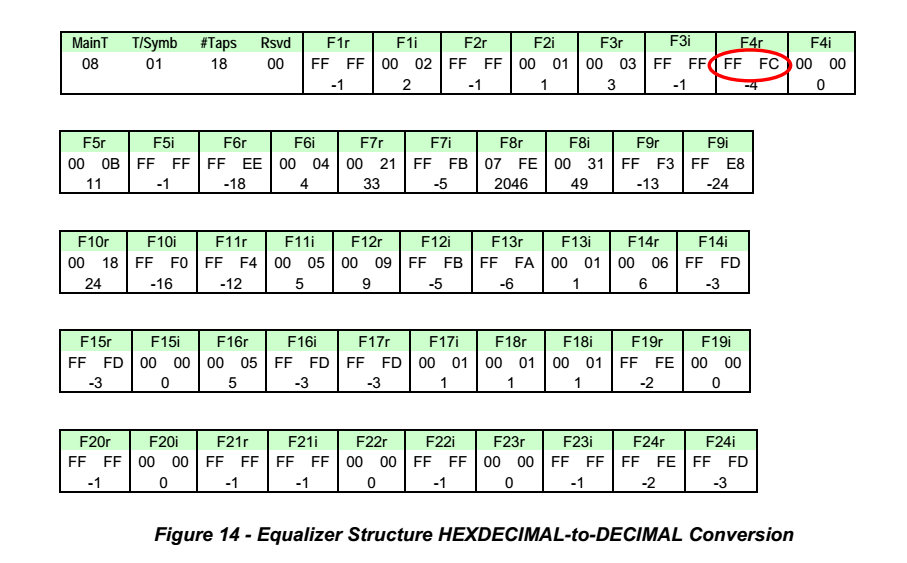 MainT T/Symb #Taps Rsvd F1r F1i F2r F2i F3r F3i F4r F4i
08 01 18 00 FF FF 00 02 FF FF 00 01 00 03 FF FF FF FC 00 00
-1 2 -1 1 3 -1 -4 0
F5r F5i F6r F6i F7r F7i F8r F8i F9r F9i
00 0B FF FF FF EE 00 04 00 21 FF FB 07 FE 00 31 FF F3 FF E8
11 -1 -18 4 33 -5 2046 49 -13 -24
F10r F10i F11r F11i F12r F12i F13r F13i F14r F14i
00 18 FF F0 FF F4 00 05 00 09 FF FB FF FA 00 01 00 06 FF FD
24 -16 -12 5 9 -5 -6 1 6 -3
F15r F15i F16r F16i F17r F17i F18r F18i F19r F19i
FF FD 00 00 00 05 FF FD FF FD 00 01 00 01 00 01 FF FE 00 00
-3 0 5 -3 -3 1 1 1 -2 0
F20r F20i F21r F21i F22r F22i F23r F23i F24r F24i
FF FF 00 00 FF FF FF FF 00 00 FF FF 00 00 FF FF FF FE FF FD
-1 0 -1 -1 0 -1 0 -1 -2 -3
Figure 14 - Equalizer Structure HEXDECIMAL-to-DECIMAL Conversion